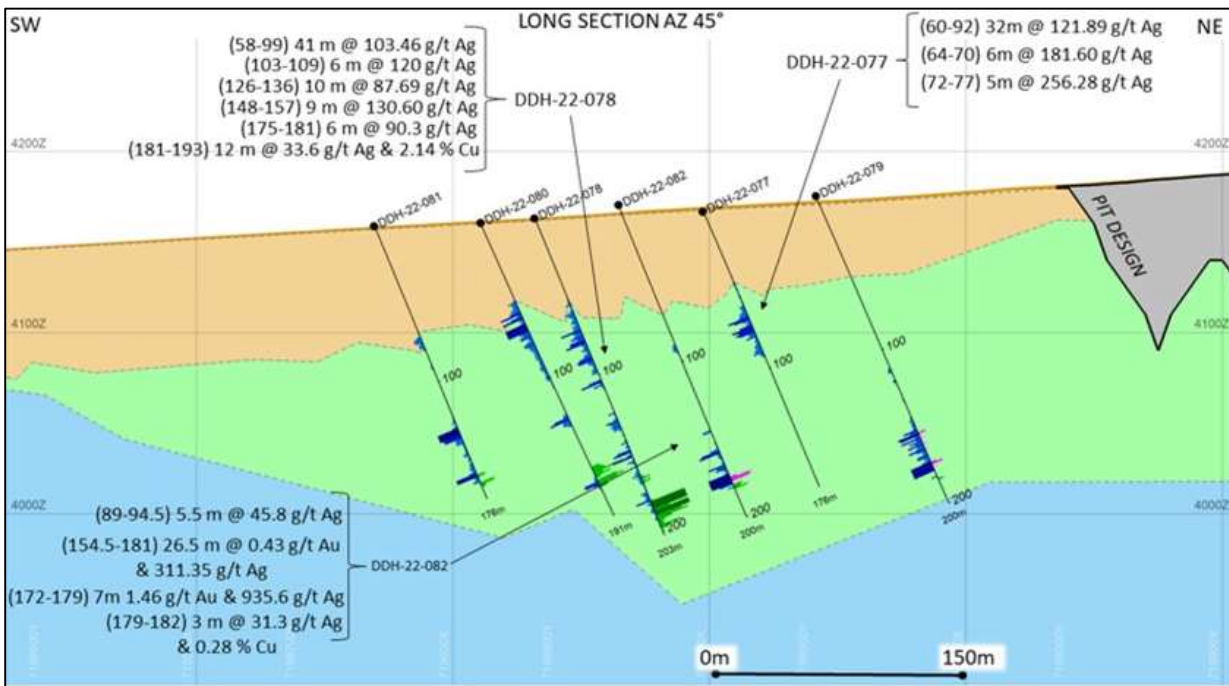 SW
LONG SECTION AZ 45°
NE
(58-99) 41 m @ 103.46 g/t Ag
(103-109) 6 m @ 120 g/t Ag
(126-136) 10 m @ 87.69 g/t Ag
(148-157) 9 m @ 130.60 g/t Ag
(175-181) 6 m @ 90.3 g/t Ag
(181-193) 12 m @ 33.6 g/t Ag & 2.14 % Cu
DDH-22-078
DDH-22-077
(60-92) 32m @ 121.89 g/t Ag
(64-70) 6m @ 181.60 g/t Ag
(72-77) 5m @ 256.28 g/t Ag
4200Z
4200Z
DDH-22-081
DDH-22-080
DDH-22-078
DDH-22-082
DDH-22-077
DDH-22-079
PIT DESIGN
4100Z
4100Z
100
100
100
100
100
100
176m
191m
200
203m
200
200m
176m
200
200m
4000Z
4000Z
(89-94.5) 5.5 m @ 45.8 g/t Ag
(154.5-181) 26.5 m @ 0.43 g/t Au
& 311.35 g/t Ag
(172-179) 7m 1.46 g/t Au & 935.6 g/t Ag
(179-182) 3 m @ 31.3 g/t Ag
& 0.28 % Cu
DDH-22-082
0m
150m